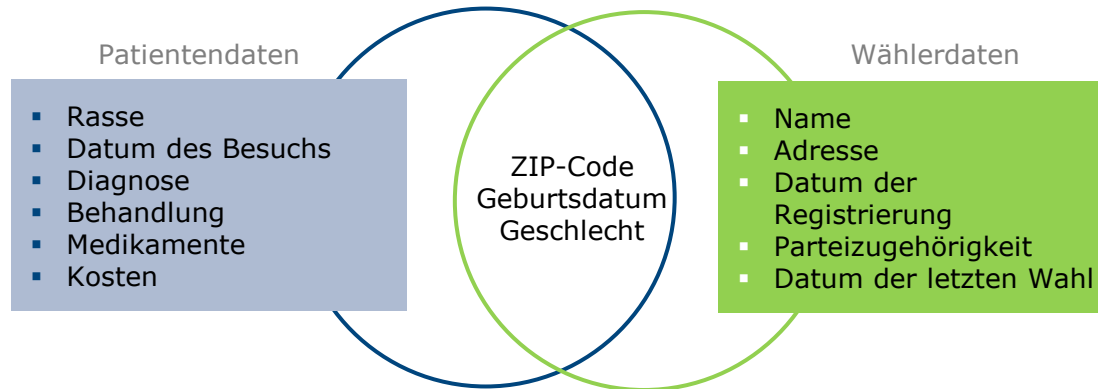 Patientendaten
Rasse
Datum des Besuchs
Diagnose
Behandlung
Medikamente
Kosten
ZIP-Code
Geburtsdatum
Geschlecht
Wählerdaten
Name
Adresse
Datum der
Registrierung
Parteizugehörigkeit
Datum der letzten Wahl